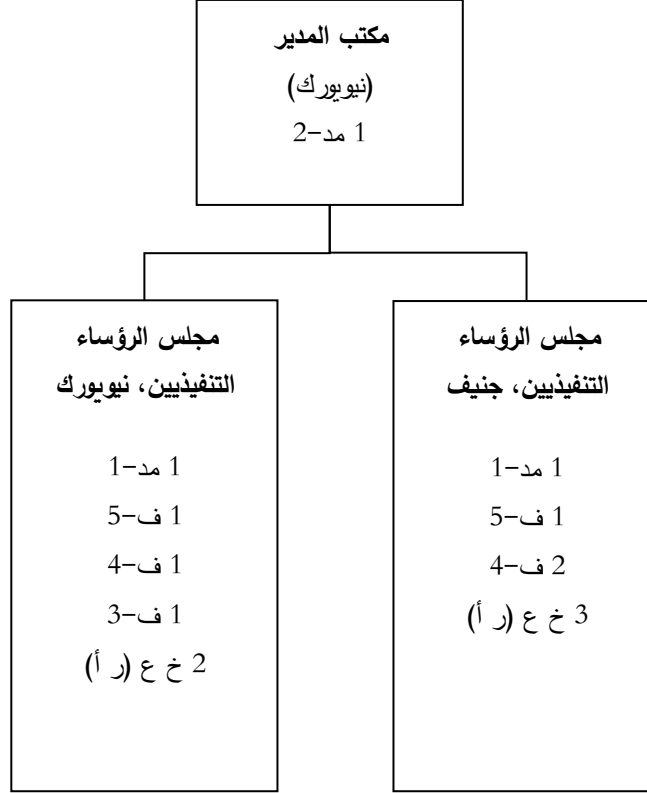 مكتب المدير
(نيويورك)
1 مد-2
مجلس الرؤساء
التنفيذيين، جنيف
1 مد-1
1 ف-5
2 ف-4
3 خ ع (ر أ)
مجلس الرؤساء
التنفيذيين، نيويورك
1 مد-1
1 ف-5
1 ف-4
1 ف-3
2 خ ع (ر أ)